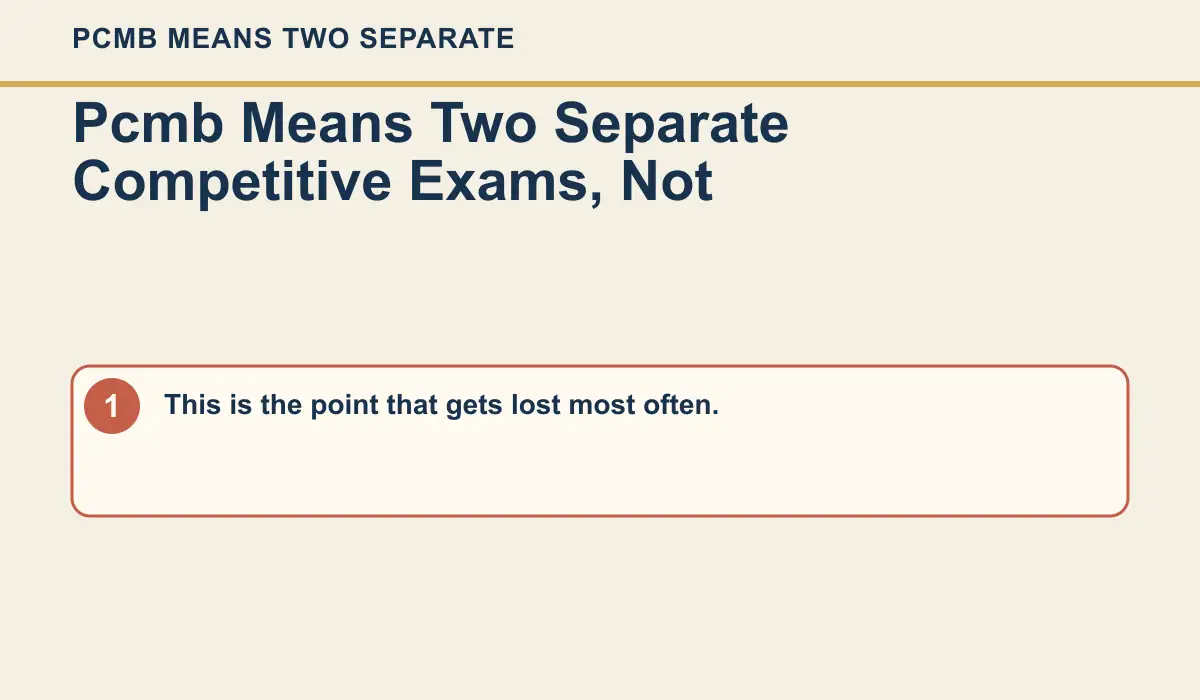 PCMB MEANS TWO SEPARATE
Pcmb Means Two Separate
Competitive Exams, Not
1
This is the point that gets lost most often.